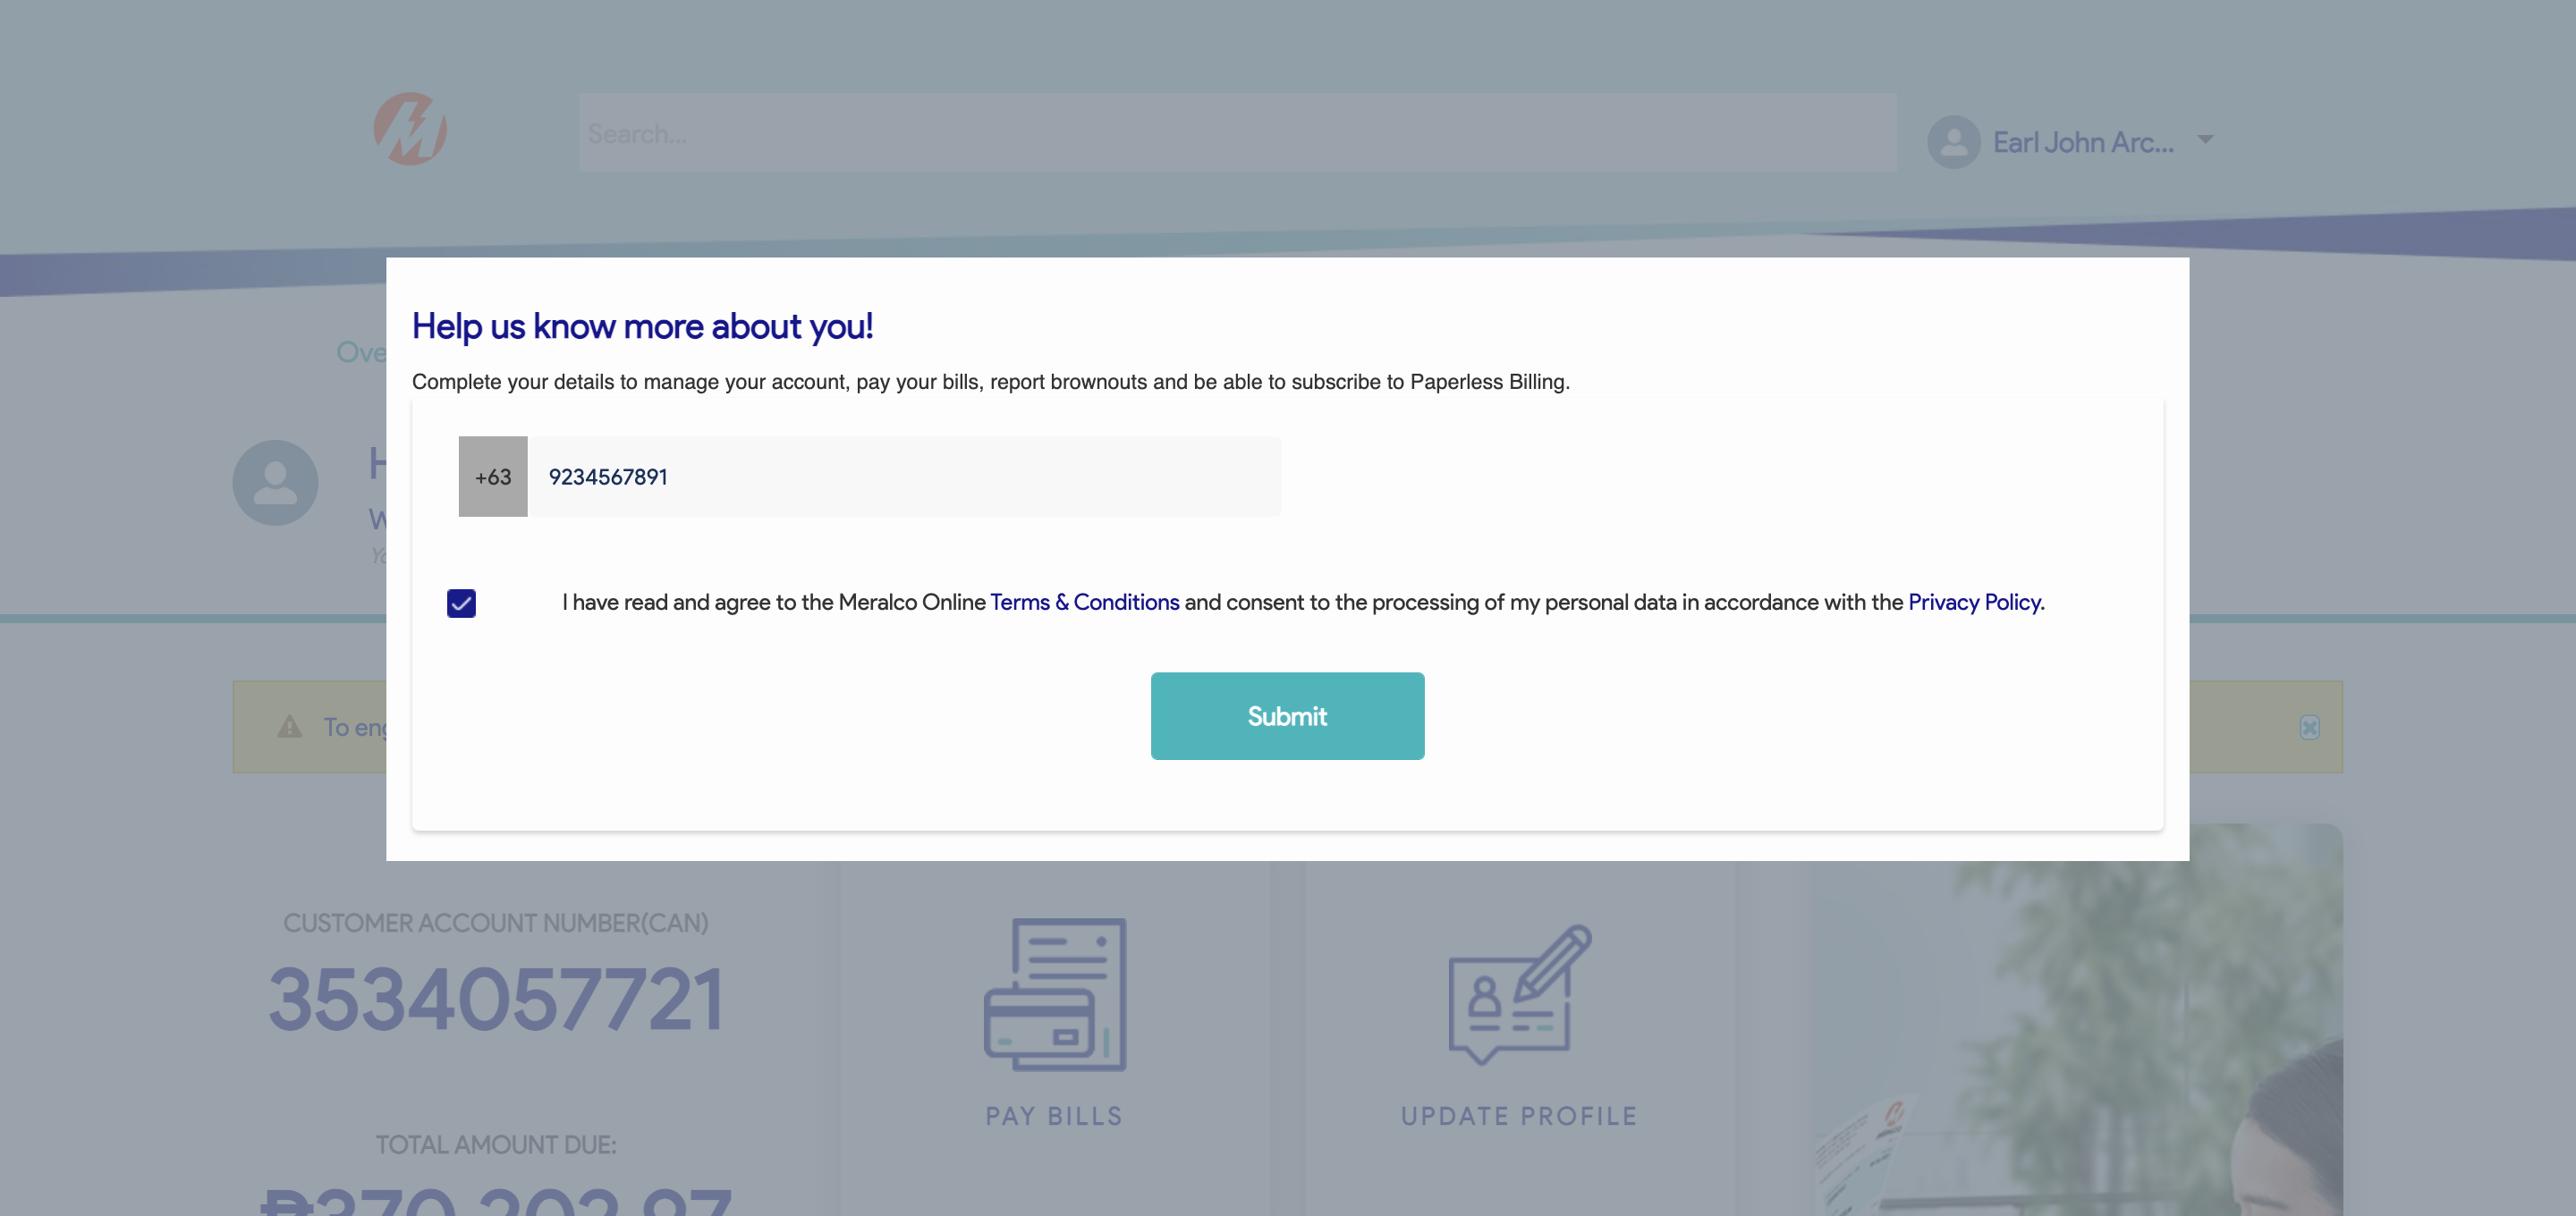 Search...
Earl John Arc...
Help us know more about you!
Complete your details to manage your account, pay your bills, report brownouts and be able to subscribe to Paperless Billing.
+63 9234567891
I have read and agree to the Meralco Online Terms & Conditions and consent to the processing of my personal data in accordance with the Privacy Policy.
Submit
To
CUSTOMER ACCOUNT NUMBER(CAN)
3534057721
PAY BILLS
UPDATE PROFILE
TOTAL AMOUNT DUE:
₱370,202.97